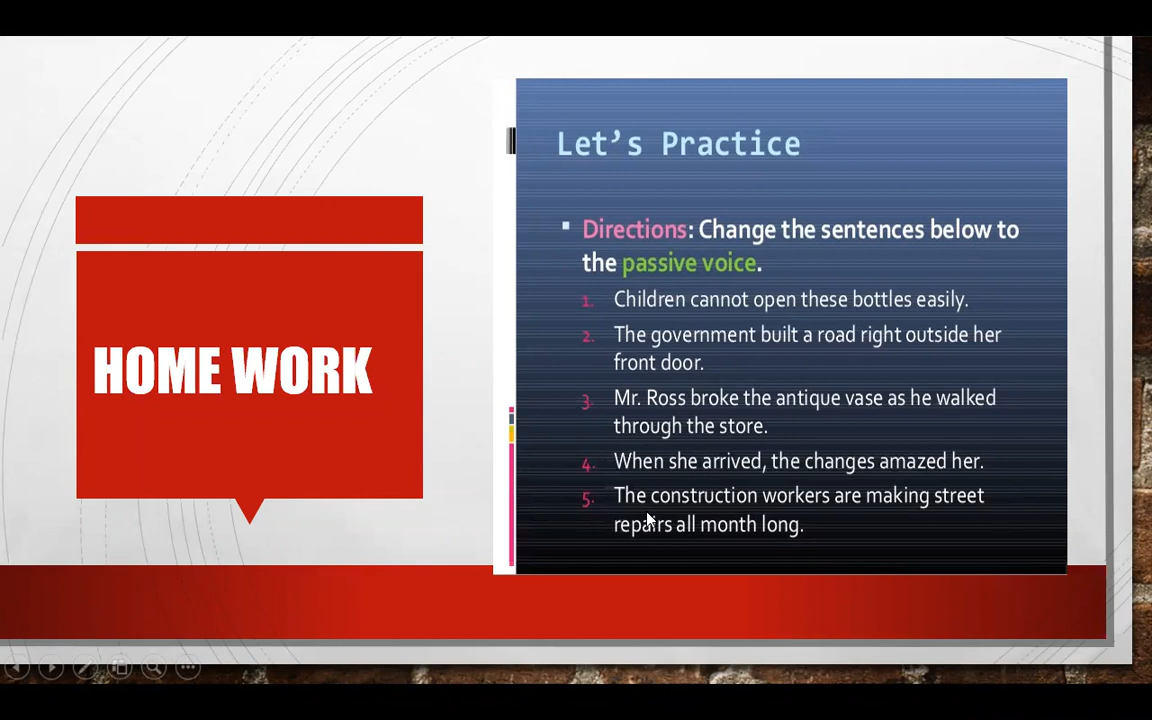 HOME WORK
Let's Practice
Directions: Change the sentences below to
the passive voice.
1. Children cannot open these bottles easily.
2. The government built a road right outside her
front door.
3. Mr. Ross broke the antique vase as he walked
through the store.
4. When she arrived, the changes amazed her.
5. The construction workers are making street
repairs all month long.